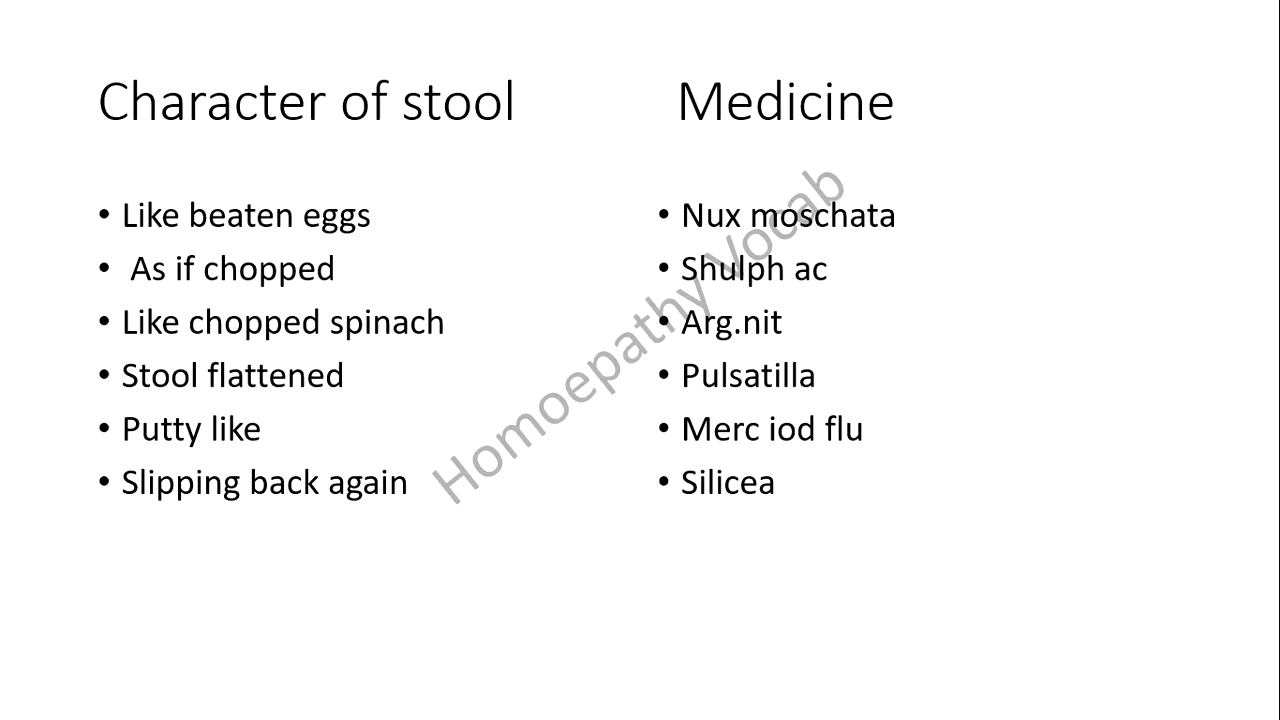 Character of stool Medicine
• Like beaten eggs
• As if chopped
• Like chopped spinach
• Stool flattened
• Putty like
• Slipping back again
• Nux moschata
• Shulph ac
• Arg.nit
• Pulsatilla
• Merc iod flu
• Silicea
Homoepathy Vocab